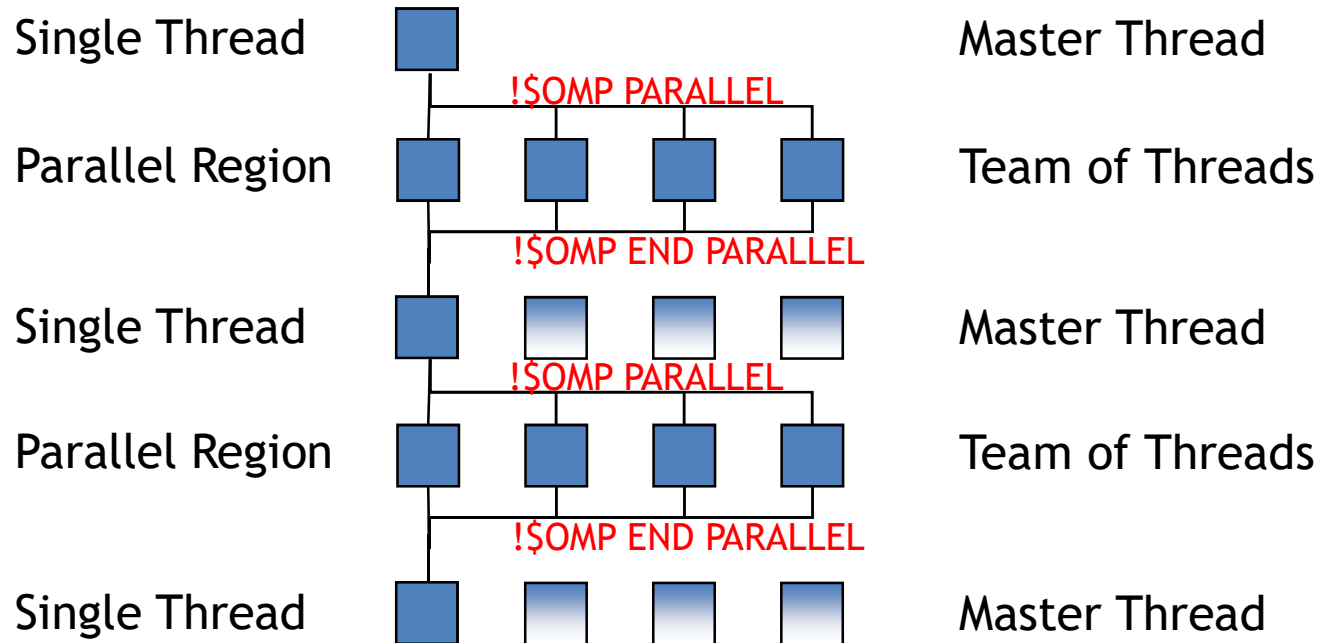 Single Thread
Master Thread
!$OMP PARALLEL
Parallel Region
Team of Threads
!$OMP END PARALLEL
Single Thread
Master Thread
!$OMP PARALLEL
Parallel Region
Team of Threads
!$OMP END PARALLEL
Single Thread
Master Thread